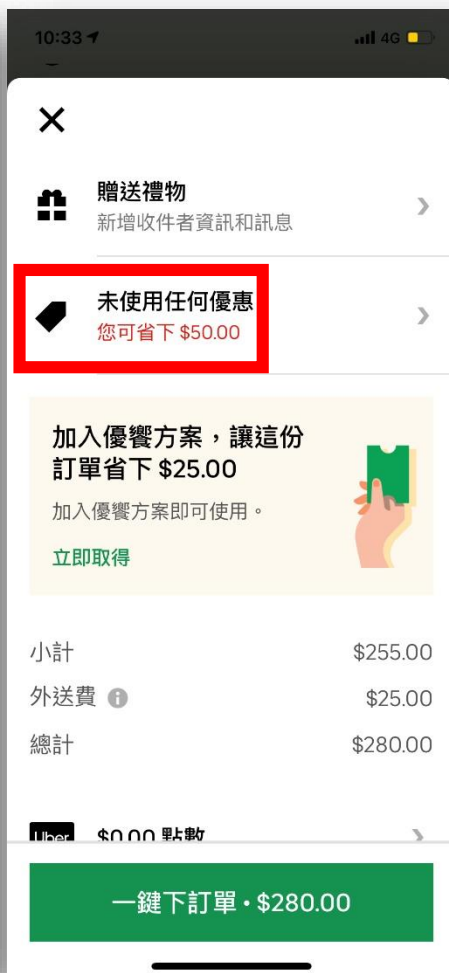 10:33
4G
贈送禮物
新增收件者資訊和訊息
未使用任何優惠
您可省下 $50.00
加入優饗方案，讓這份
訂單省下 $25.00
加入優饗方案即可使用。
立即取得
小計 $255.00
外送費 $25.00
總計 $280.00
Uber $0.00 點數
一鍵下訂單・$280.00